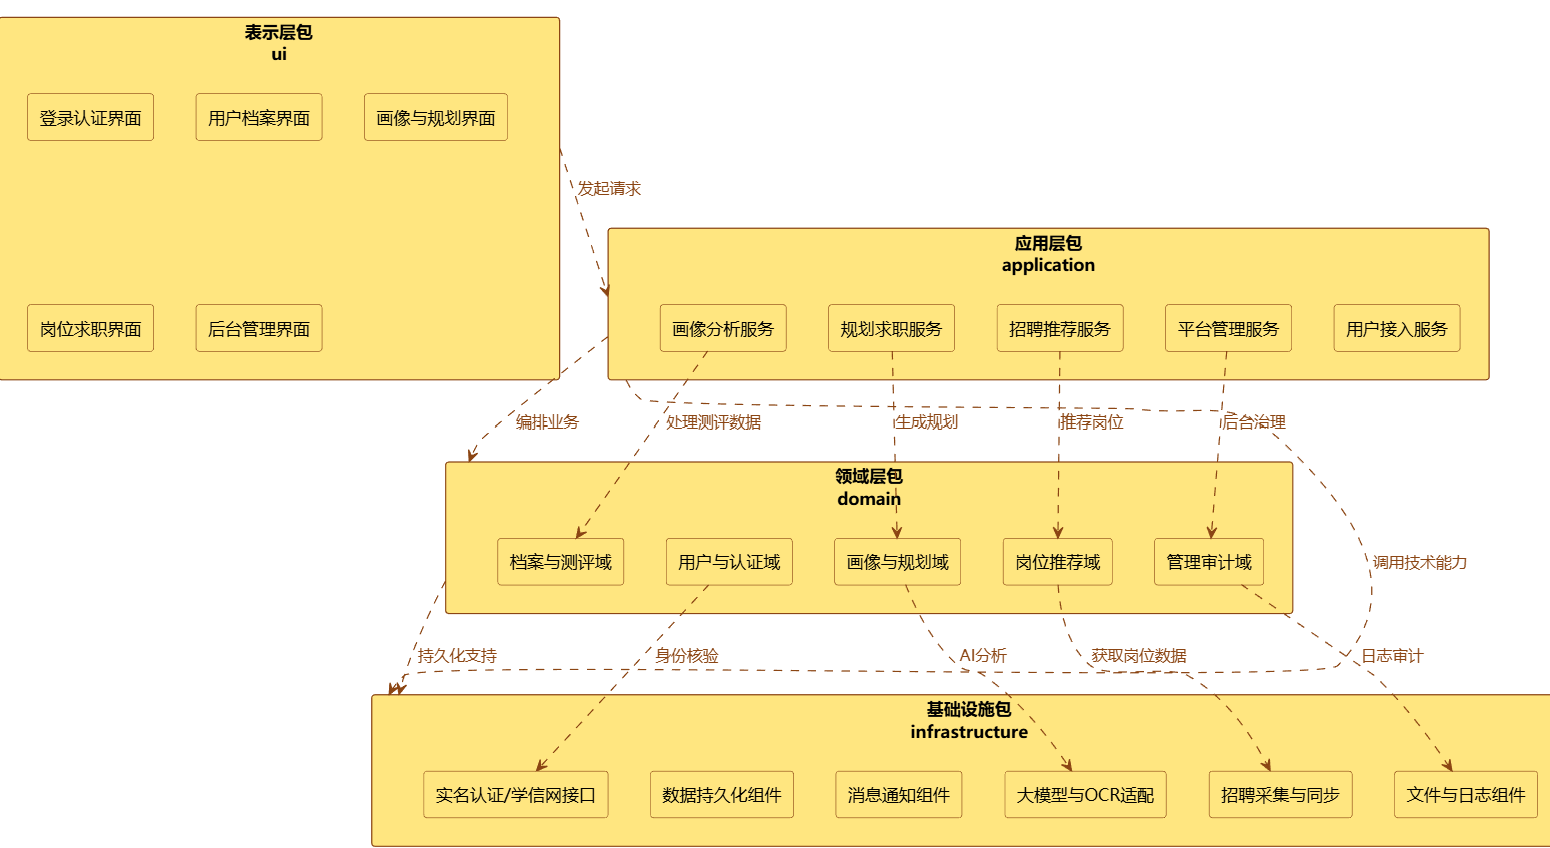 表示层包
ui
登录认证界面
用户档案界面
画像与规划界面
发起请求
岗位求职界面
后台管理界面
应用层包
application
画像分析服务
规划求职服务
招聘推荐服务
平台管理服务
用户接入服务
编排业务
处理测评数据
生成规划
推荐岗位
后台治理
领域层包
domain
档案与测评域
用户与认证域
画像与规划域
岗位推荐域
管理审计域
调用技术能力
持久化支持
身份核验
AI分析
获取岗位数据
日志审计
基础设施包
infrastructure
实名认证/学信网接口
数据持久化组件
消息通知组件
大模型与OCR适配
招聘采集与同步
文件与日志组件